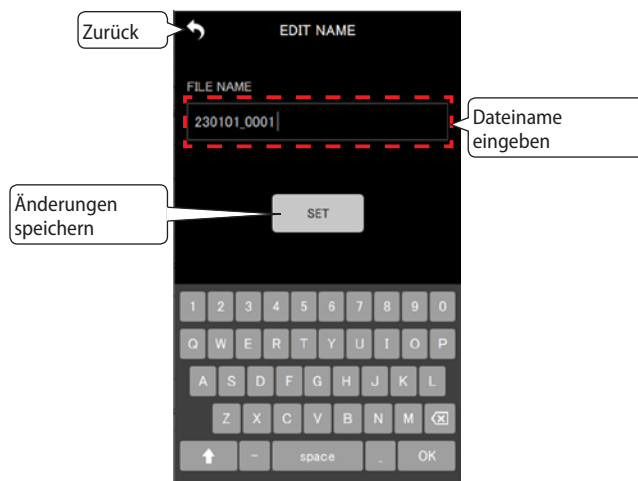 Zurück
EDIT NAME
FILE NAME
230101_0001
Dateiname
eingeben
Änderungen
speichern
SET
1 2 3 4 5 6 7 8 9 0
Q W E R T Y U I O P
A S D F G H J K L
Z X C V B N M
- space _ OK